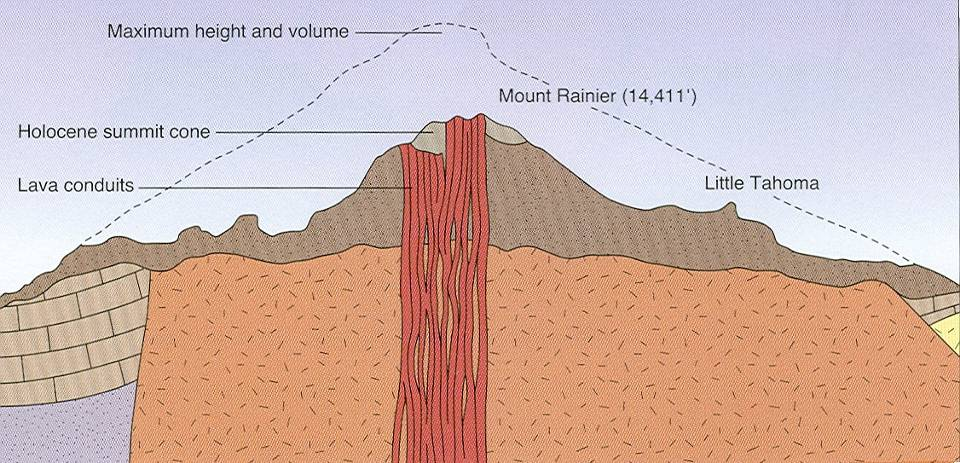 Maximum height and volume
Mount Rainier (14,411')
Holocene summit cone
Lava conduits
Little Tahoma